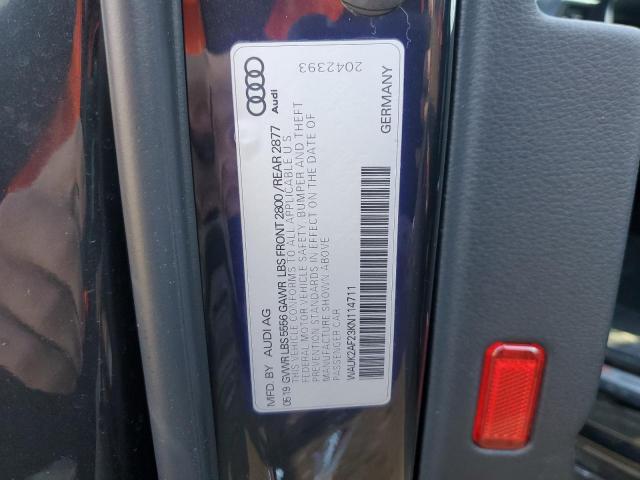 Audi
2042393
GERMANY
MFD. BY AUDI AG
06.19 GVWR LBS 5556 GAWR LBS FRONT 2800 / REAR 2877
THIS VEHICLE CONFORMS TO ALL APPLICABLE U S
FEDERAL MOTOR VEHICLE SAFETY, BUMPER AND THEFT
PREVENTION STANDARDS IN EFFECT ON THE DATE OF
MANUFACTURE SHOWN ABOVE
PASSENGER CAR
WAUK2AF23KN114711